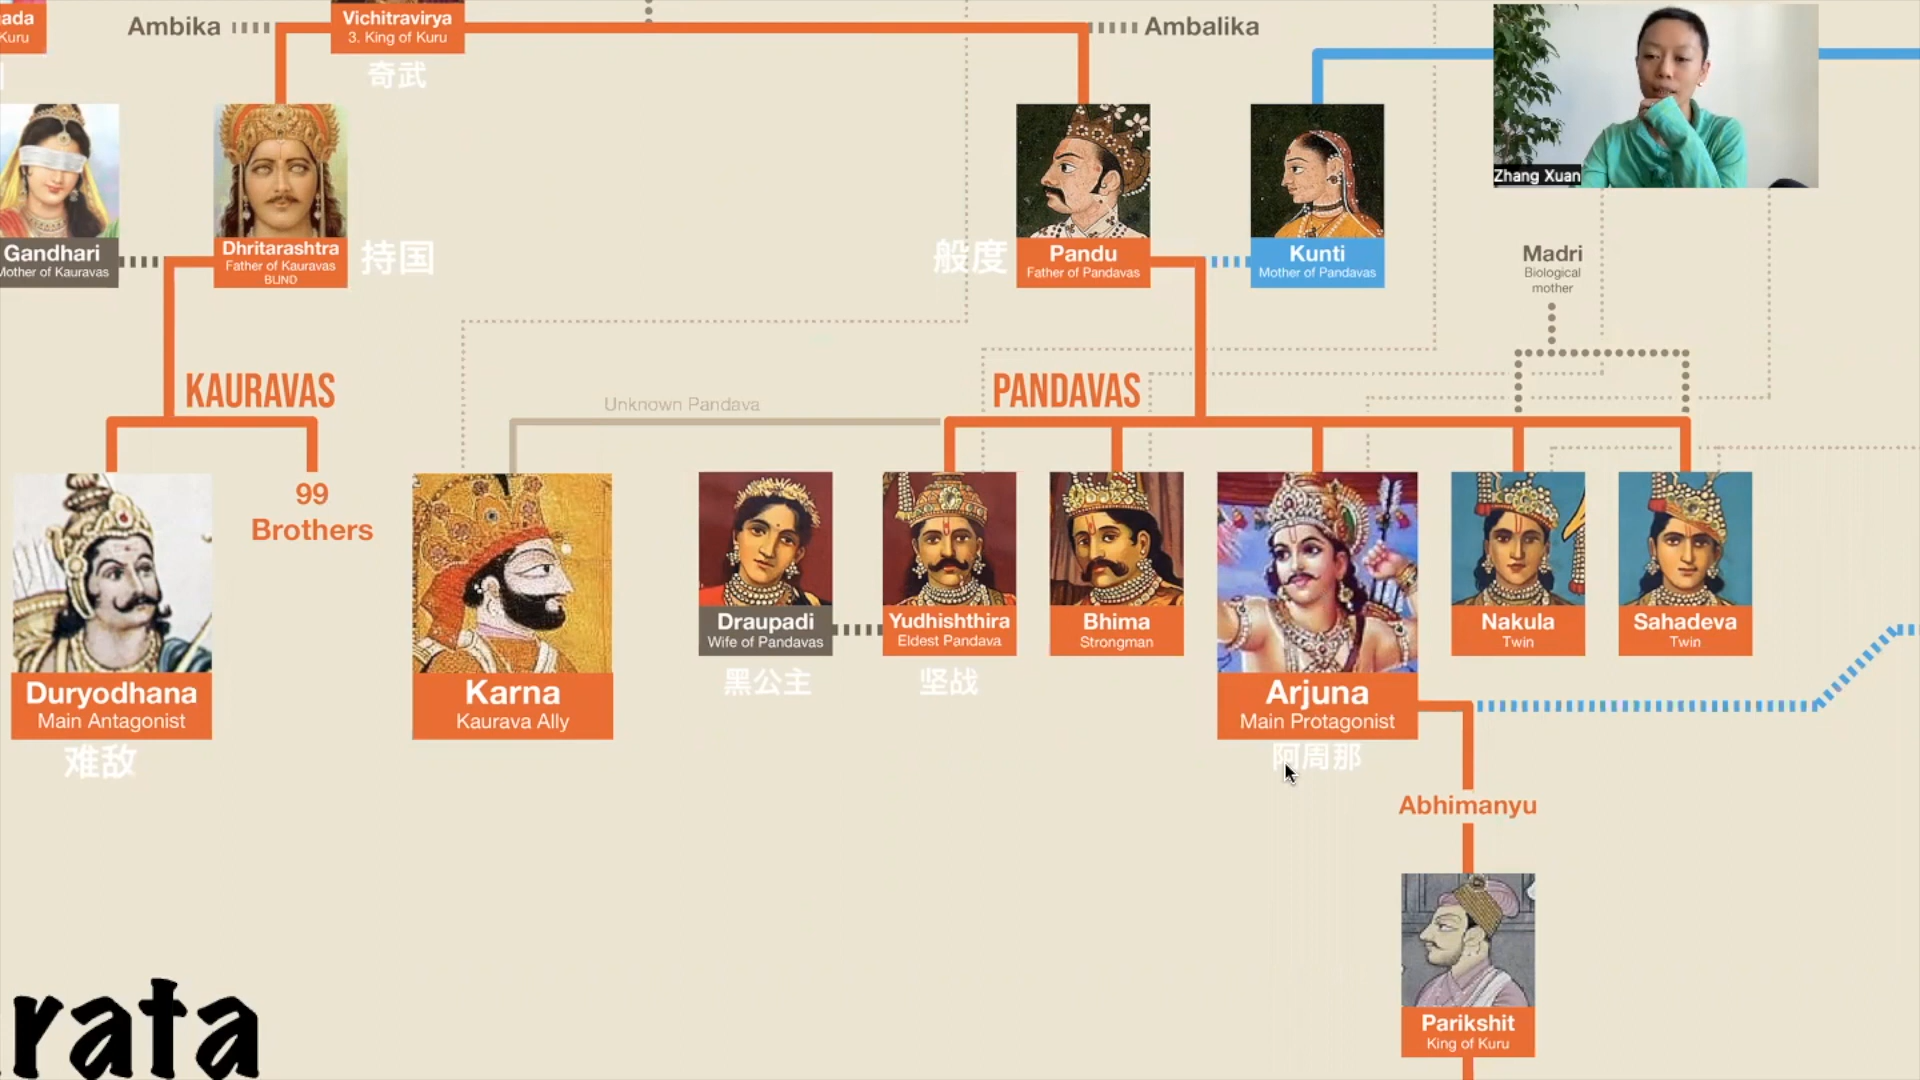 ada
Kuru
Ambika
Vichitravirya
3. King of Kuru
奇武
Ambalika
Zhang Xuan
Gandhari
Mother of Kauravas
Dhritarashtra
Father of Kauravas
BLIND
持国
般度
Pandu
Father of Pandavas
Kunti
Mother of Pandavas
Madri
Biological
mother
KAURAVAS
Unknown Pandava
PANDAVAS
99
Brothers
Duryodhana
Main Antagonist
难敌
Karna
Kaurava Ally
Draupadi
Wife of Pandavas
黑公主
Yudhishthira
Eldest Pandava
坚战
Bhima
Strongman
Arjuna
Main Protagonist
阿周那
Nakula
Twin
Sahadeva
Twin
Abhimanyu
Parikshit
King of Kuru
rata